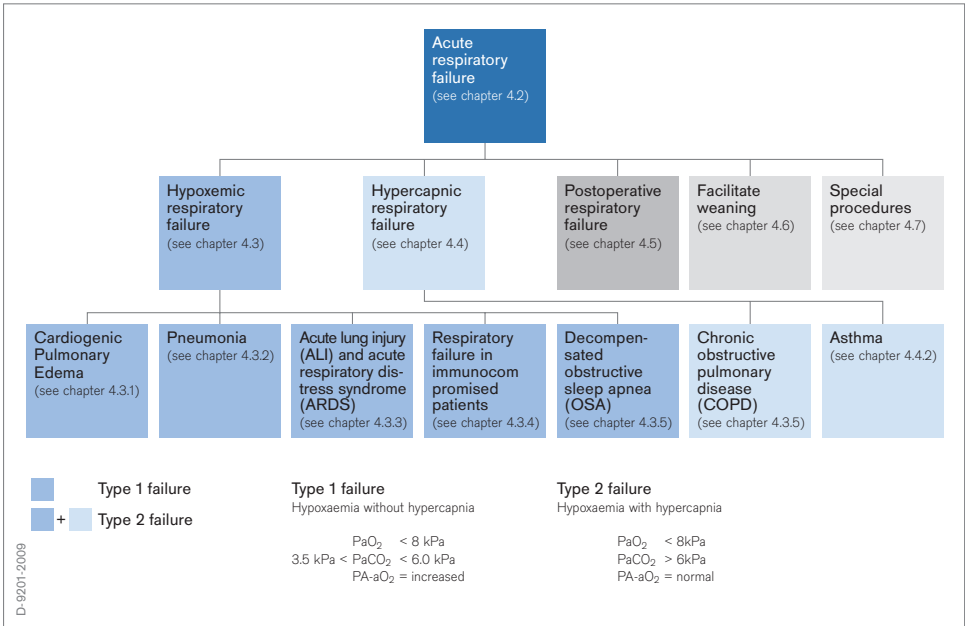 Acute
respiratory
failure
(see chapter 4.2)
Hypoxemic
respiratory
failure
(see chapter 4.3)
Hypercapnic
respiratory
failure
(see chapter 4.4)
Postoperative
respiratory
failure
(see chapter 4.5)
Facilitate
weaning
(see chapter 4.6)
Special
procedures
(see chapter 4.7)
Cardiogenic
Pulmonary
Edema
(see chapter 4.3.1)
Pneumonia
(see chapter 4.3.2)
Acute lung injury
(ALI) and acute
respiratory dis-
tress syndrome
(ARDS)
(see chapter 4.3.3)
Respiratory
failure in
immunocom
promised
patients
(see chapter 4.3.4)
Decompen-
sated
obstructive
sleep apnea
(OSA)
(see chapter 4.3.5)
Chronic
obstructive
pulmonary
disease
(COPD)
(see chapter 4.3.5)
Asthma
(see chapter 4.4.2)
Type 1 failure
+ Type 2 failure
Type 1 failure
Hypoxaemia without hypercapnia
PaO₂ < 8 kPa
3.5 kPa < PaCO₂ < 6.0 kPa
PA-aO₂ = increased
Type 2 failure
Hypoxaemia with hypercapnia
PaO₂ < 8kPa
PaCO₂ > 6kPa
PA-aO₂ = normal
D-9201-2009